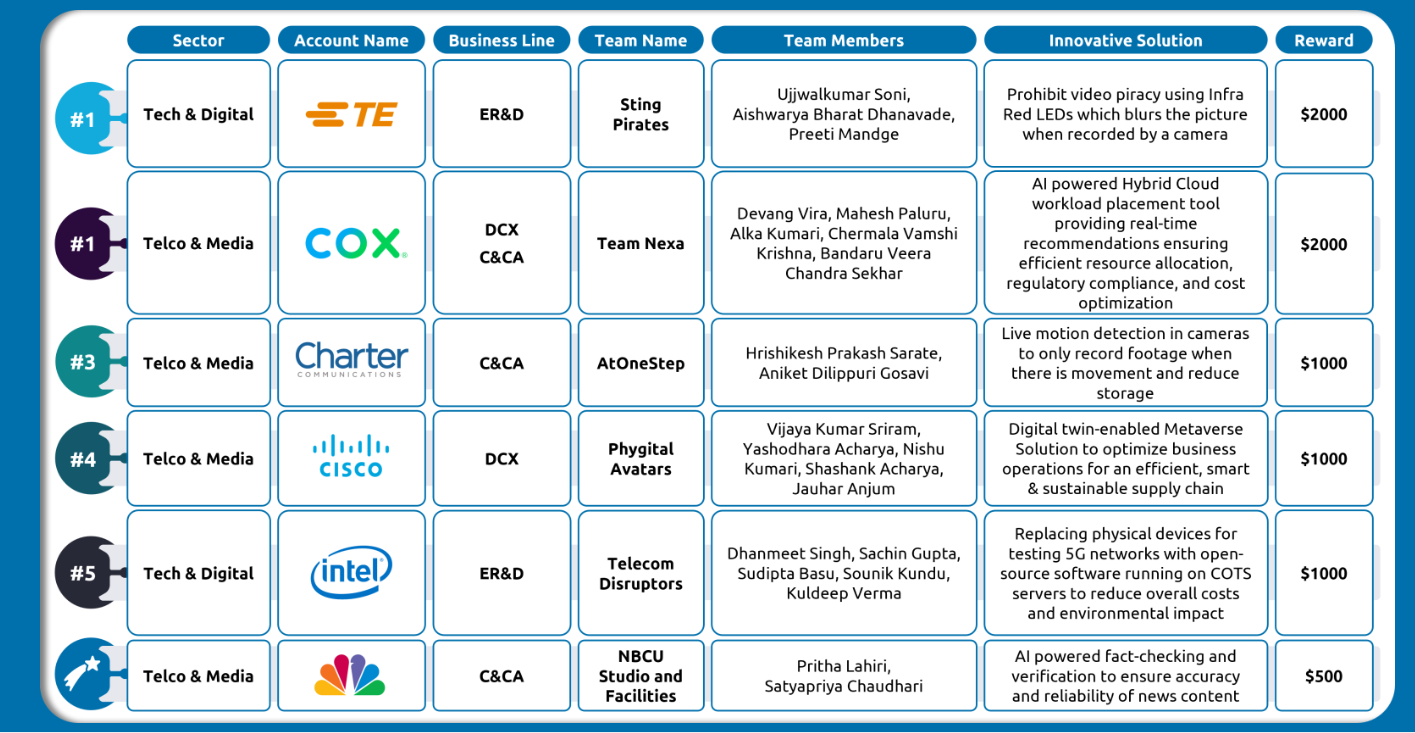 Sector
Account Name
Business Line
Team Name
Team Members
Innovative Solution
Reward
#1
Tech & Digital
TE
ER&D
Sting
Pirates
Ujjwalkumar Soni,
Aishwarya Bharat Dhanavade,
Preeti Mandge
Prohibit video piracy using Infra
Red LEDs which blurs the picture
when recorded by a camera
$2000
#1
Telco & Media
COX
DCX
C&CA
Team Nexa
Devang Vira, Mahesh Paluru,
Alka Kumari, Chermala Vamshi
Krishna, Bandaru Veera
Chandra Sekhar
AI powered Hybrid Cloud
workload placement tool
providing real-time
recommendations ensuring
efficient resource allocation,
regulatory compliance, and cost
optimization
$2000
#3
Telco & Media
Charter
COMMUNICATIONS
C&CA
AtOneStep
Hrishikesh Prakash Sarate,
Aniket Dilippuri Gosavi
Live motion detection in cameras
to only record footage when
there is movement and reduce
storage
$1000
#4
Telco & Media
CISCO
DCX
Phygital
Avatars
Vijaya Kumar Sriram,
Yashodhara Acharya, Nishu
Kumari, Shashank Acharya,
Jauhar Anjum
Digital twin-enabled Metaverse
Solution to optimize business
operations for an efficient, smart
& sustainable supply chain
$1000
#5
Tech & Digital
intel
ER&D
Telecom
Disruptors
Dhanmeet Singh, Sachin Gupta,
Sudipta Basu, Sounik Kundu,
Kuldeep Verma
Replacing physical devices for
testing 5G networks with open-
source software running on COTS
servers to reduce overall costs
and environmental impact
$1000
Telco & Media
C&CA
NBCU
Studio and
Facilities
Pritha Lahiri,
Satyapriya Chaudhari
AI powered fact-checking and
verification to ensure accuracy
and reliability of news content
$500